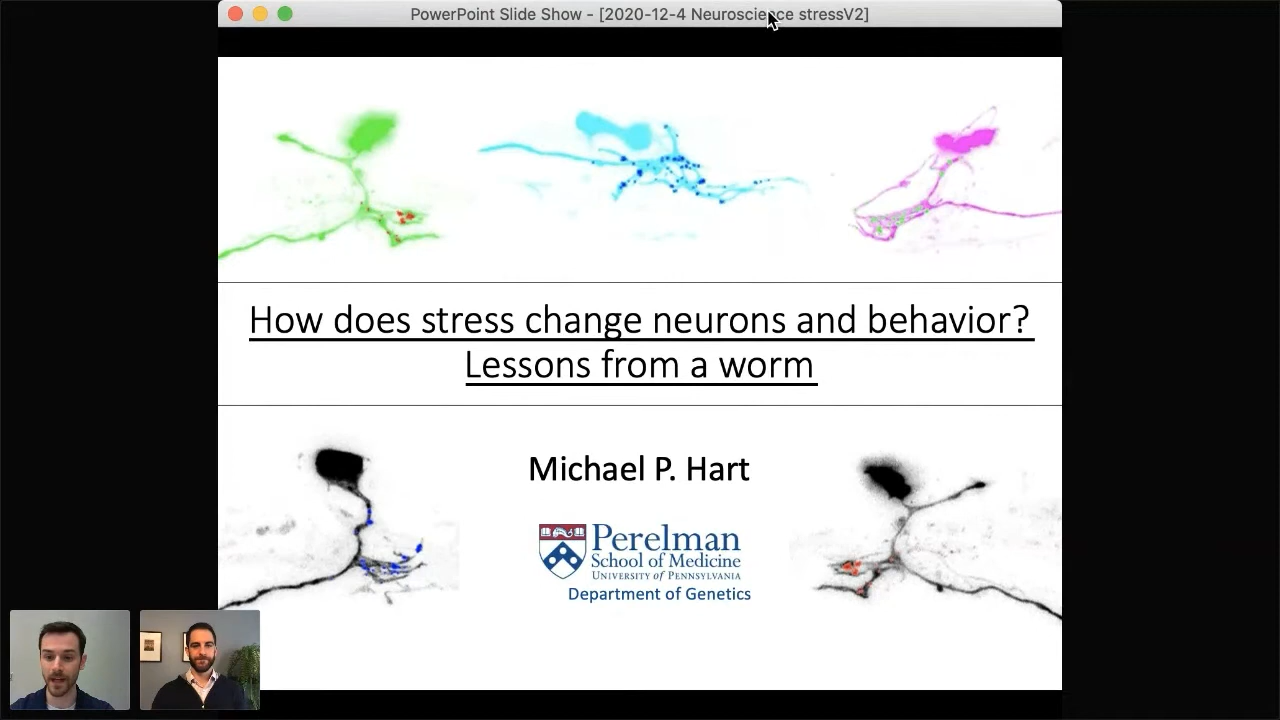 PowerPoint Slide Show - [2020-12-4 Neuroscience stressV2]
How does stress change neurons and behavior?
Lessons from a worm
Michael P. Hart
Perelman
School of Medicine
University of Pennsylvania
Department of Genetics